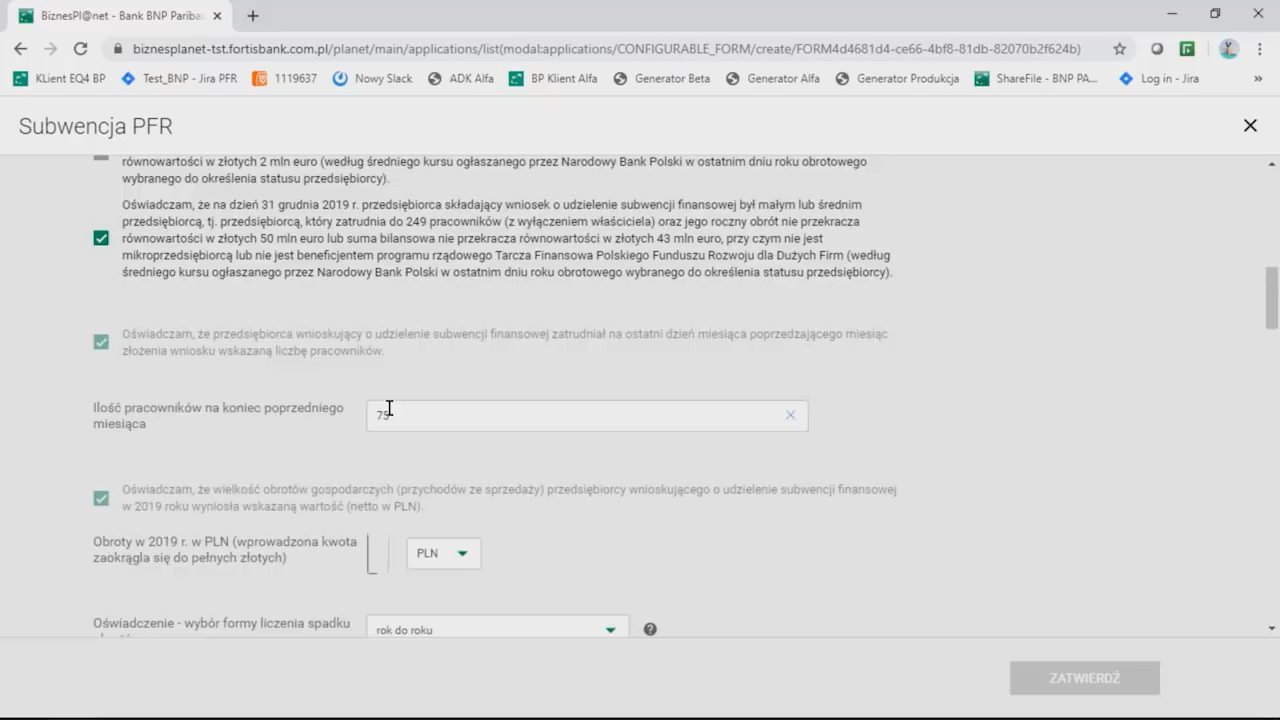 BiznesPl@net - Bank BNP Pariba
biznesplanet-tst.fortisbank.com.pl/planet/main/applications/list(modal:applications/CONFIGURABLE_FORM/create/FORM4d4681d4-ce66-4bf8-81db-82070b2f624b)
KLient EQ4 BP
Test_BNP - Jira PFR
1119637
Nowy Slack
ADK Alfa
BP Klient Alfa
Generator Beta
Generator Alfa
Generator Produkcja
ShareFile - BNP PA...
Log in - Jira
»
Subwencja PFR
równowartości w złotych 2 mln euro (według średniego kursu ogłaszanego przez Narodowy Bank Polski w ostatnim dniu roku obrotowego
wybranego do określenia statusu przedsiębiorcy).
Oświadczam, że na dzień 31 grudnia 2019 r. przedsiębiorca składający wniosek o udzielenie subwencji finansowej był małym lub średnim
przedsiębiorcą, tj. przedsiębiorcą, który zatrudnia do 249 pracowników (z wyłączeniem właściciela) oraz jego roczny obrót nie przekracza
równowartości w złotych 50 mln euro lub suma bilansowa nie przekracza równowartości w złotych 43 mln euro, przy czym nie jest
mikroprzedsiębiorcą lub nie jest beneficjentem programu rządowego Tarcza Finansowa Polskiego Funduszu Rozwoju dla Dużych Firm (według
średniego kursu ogłaszanego przez Narodowy Bank Polski w ostatnim dniu roku obrotowego wybranego do określenia statusu przedsiębiorcy).
Oświadczam, że przedsiębiorca wnioskujący o udzielenie subwencji finansowej zatrudniał na ostatni dzień miesiąca poprzedzającego miesiąc
złożenia wniosku wskazaną liczbę pracowników.
Ilość pracowników na koniec poprzedniego
miesiąca
75
Oświadczam, że wielkość obrotów gospodarczych (przychodów ze sprzedaży) przedsiębiorcy wnioskującego o udzielenie subwencji finansowej
w 2019 roku wyniosła wskazaną wartość (netto w PLN).
Obroty w 2019 r. w PLN (wprowadzona kwota
zaokrągla się do pełnych złotych)
PLN
Oświadczenie - wybór formy liczenia spadku
rok do roku
ZATWIERDŹ